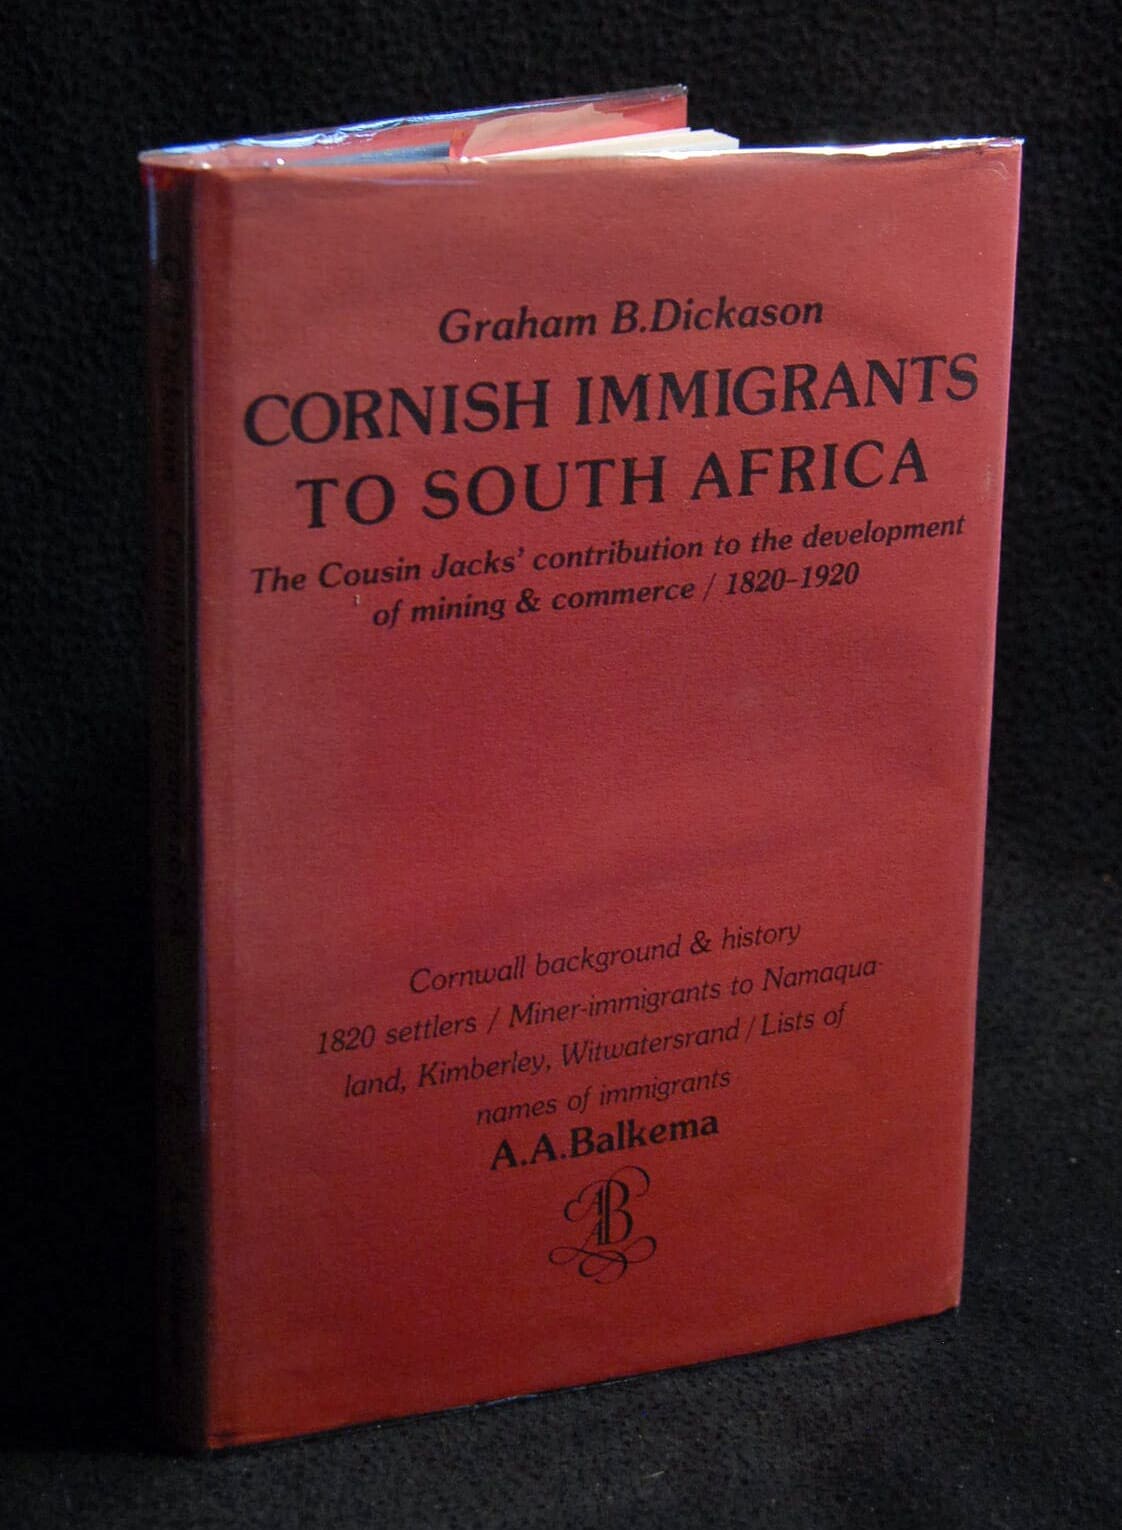 Graham B.Dickason
CORNISH IMMIGRANTS
TO SOUTH AFRICA
The Cousin Jacks' contribution to the development
of mining & commerce / 1820-1920
Cornwall background & history
1820 settlers / Miner-immigrants to Namaqua-
land, Kimberley, Witwatersrand / Lists of
names of immigrants
A.A.Balkema
AAB